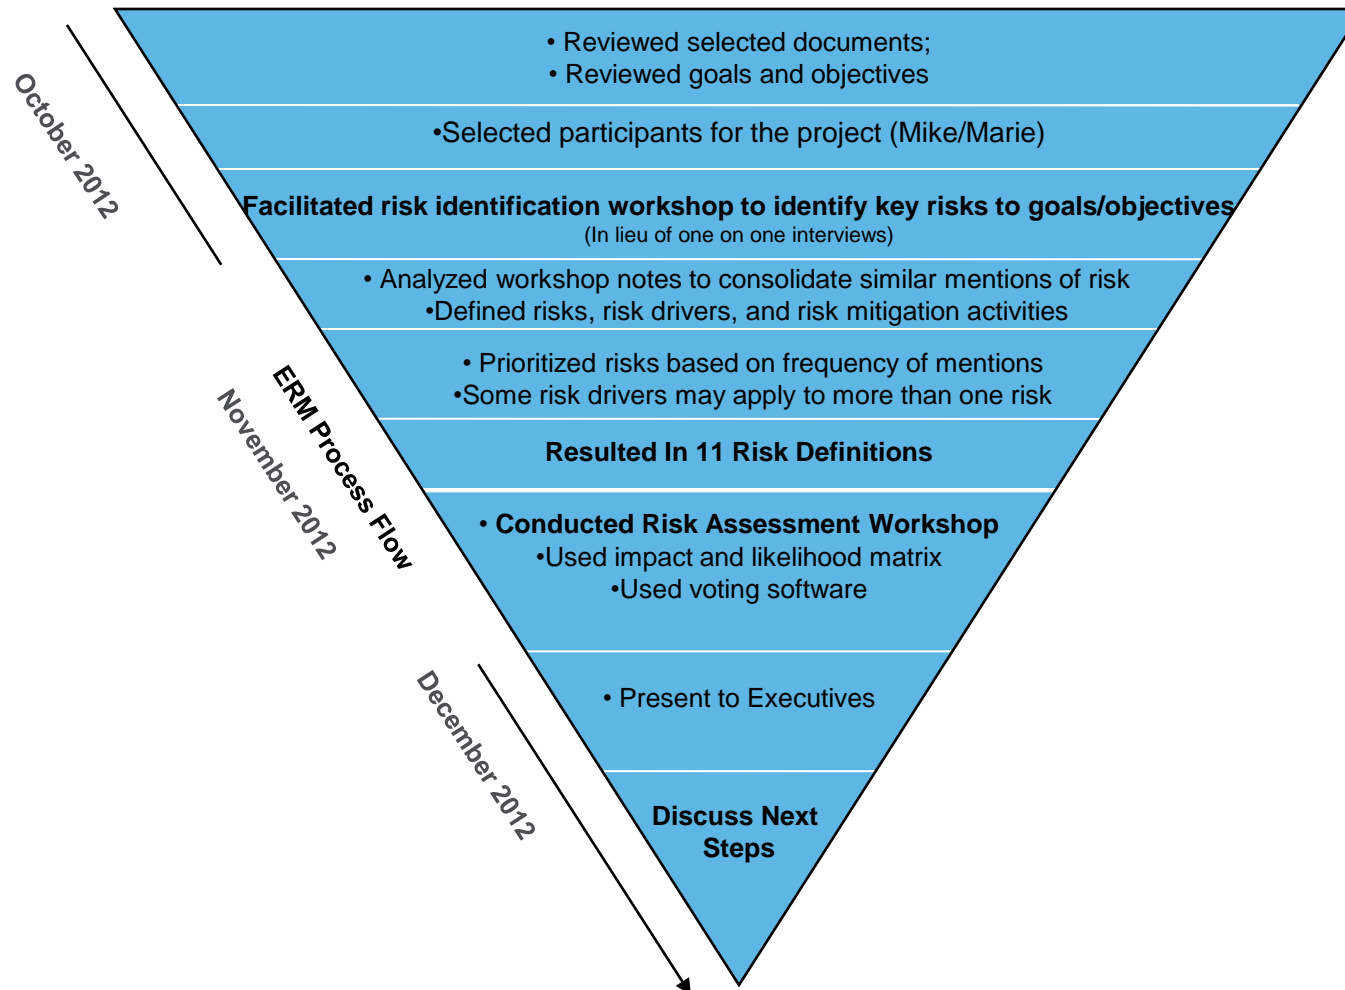 • Reviewed selected documents;
• Reviewed goals and objectives
•Selected participants for the project (Mike/Marie)
Facilitated risk identification workshop to identify key risks to goals/objectives
(In lieu of one on one interviews)
• Analyzed workshop notes to consolidate similar mentions of risk
•Defined risks, risk drivers, and risk mitigation activities
• Prioritized risks based on frequency of mentions
•Some risk drivers may apply to more than one risk
Resulted In 11 Risk Definitions
• Conducted Risk Assessment Workshop
•Used impact and likelihood matrix
•Used voting software
• Present to Executives
Discuss Next
Steps
October 2012
ERM Process Flow
November 2012
December 2012